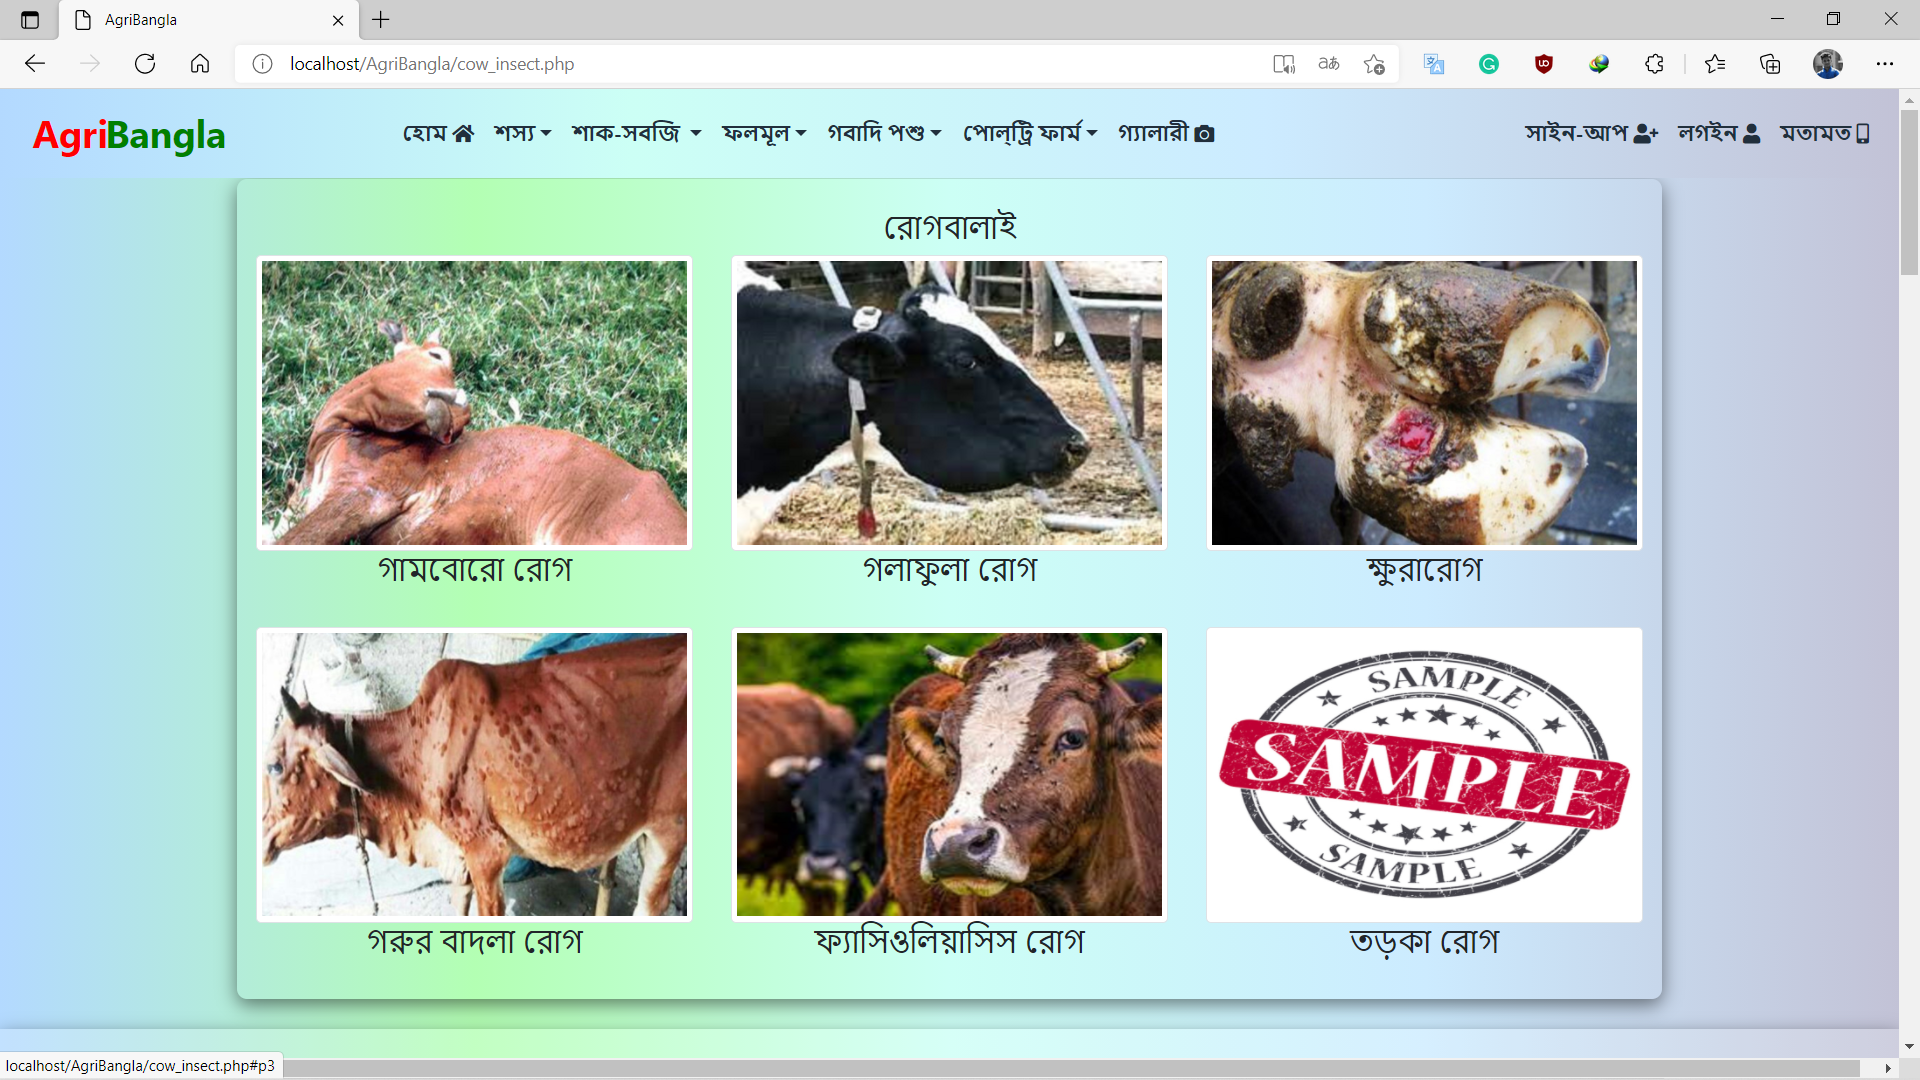 AgriBangla
localhost/AgriBangla/cow_insect.php
AgriBangla
হোম
শস্য
শাক-সবজি
ফলমূল
গবাদি পশু
পোল্ট্রি ফার্ম
গ্যালারী
সাইন-আপ
লগইন
মতামত
রোগবালাই
গামবোরো রোগ
গলাফুলা রোগ
ক্ষুরারোগ
SAMPLE
SAMPLE
SAMPLE
গরুর বাদলা রোগ
ফ্যাসিওলিয়াসিস রোগ
তড়কা রোগ
localhost/AgriBangla/cow_insect.php#p3